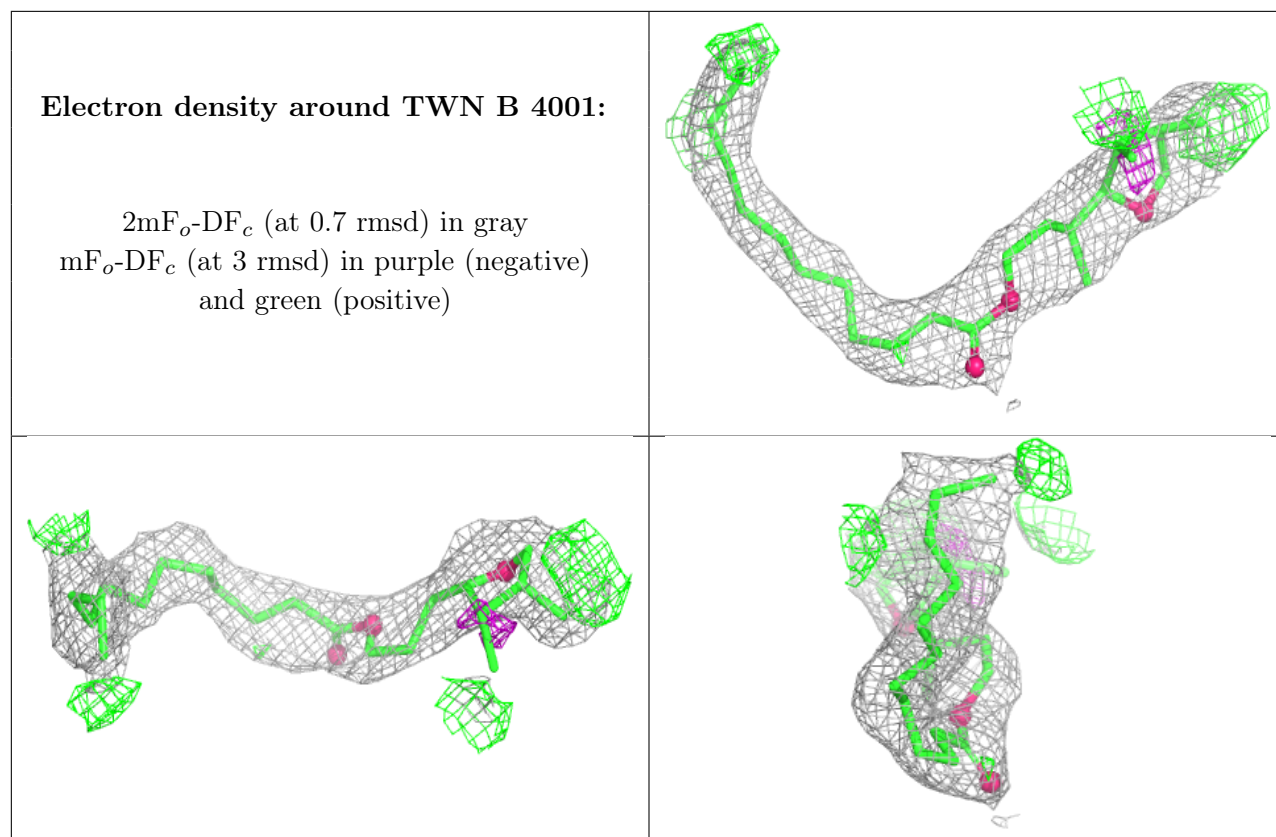 Electron density around TWN B 4001:
2mFo-DFc (at 0.7 rmsd) in gray
mFo-DFc (at 3 rmsd) in purple (negative)
and green (positive)